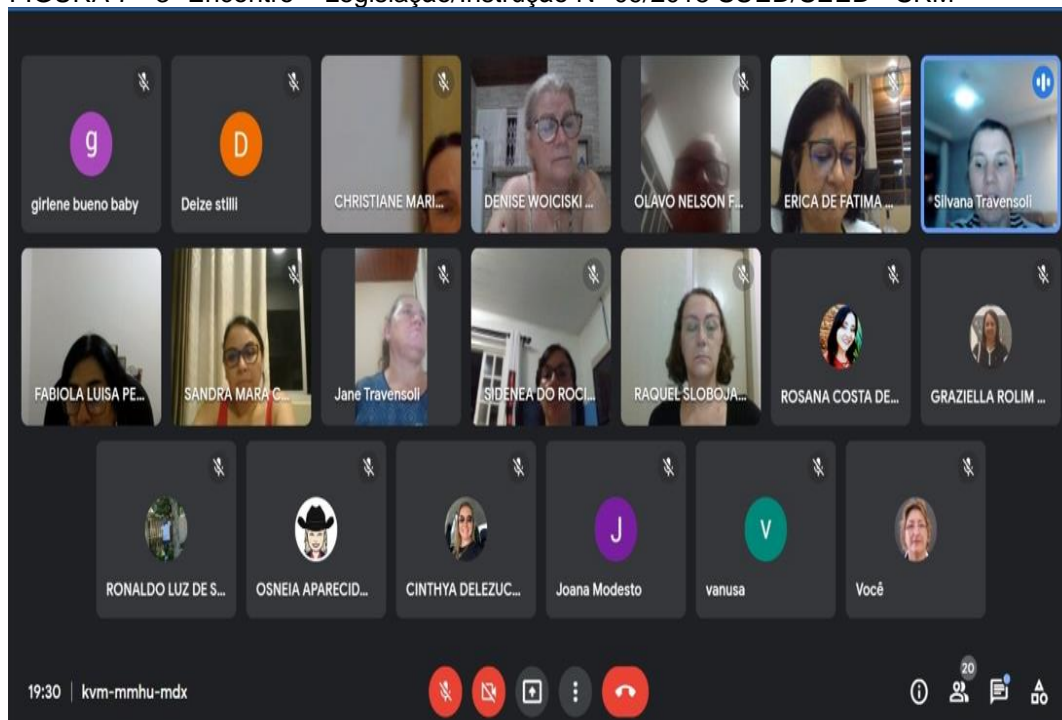 g
D
girlene bueno baby
Deize stilli
CHRISTIANE MARI...
DENISE WOICISKI ...
OLAVO NELSON F...
ERICA DE FATIMA ...
Silvana Travensoli
FABIOLA LUISA PE...
SANDRA MARA C...
Jane Travensoli
SIDENEA DO ROCI...
RAQUEL SLOBOJA...
ROSANA COSTA DE...
GRAZIELLA ROLIM ...
J
V
RONALDO LUZ DE S...
OSNEIA APARECID...
CINTHYA DELEZUC...
Joana Modesto
vanusa
Você
19:30 | kvm-mmhu-mdx
20